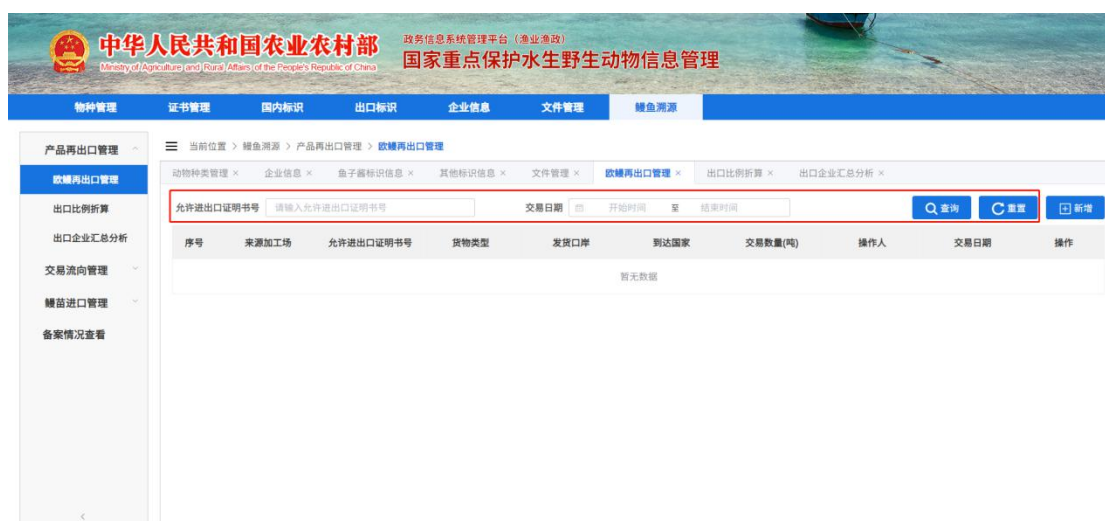 中华人民共和国农业农村部
Ministry of Agriculture and Rural Affairs of the People's Republic of China
政务信息系统管理平台（渔业渔政）
国家重点保护水生野生动物信息管理
物种管理 证书管理 国内标识 出口标识 企业信息 文件管理 鳗鱼溯源
产品再出口管理
欧鳗再出口管理
出口比例折算
出口企业汇总分析
交易流向管理
鳗苗进口管理
备案情况查看
当前位置 > 鳗鱼溯源 > 产品再出口管理 > 欧鳗再出口管理
动物种类管理 × 企业信息 × 鱼子酱标识信息 × 其他标识信息 × 文件管理 × 欧鳗再出口管理 × 出口比例折算 × 出口企业汇总分析 ×
允许进出口证明书号 请输入允许进出口证明书号 交易日期 开始时间 至 结束时间 查询 重置 新增
序号 来源加工场 允许进出口证明书号 货物类型 发货口岸 到达国家 交易数量(吨) 操作人 交易日期 操作
暂无数据